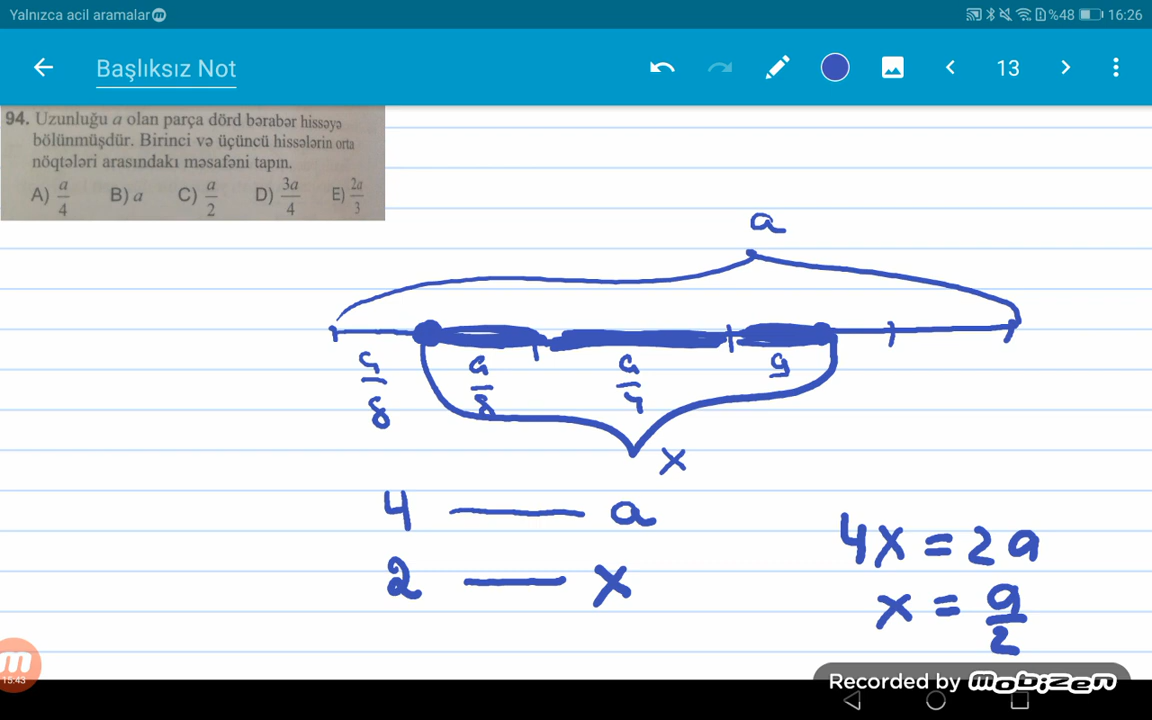 Yalnızca acil aramalar
%48 16:26
Başlıksız Not
13
94. Uzunluğu a olan parça dörd bərabər hissəyə
bölünmüşdür. Birinci və üçüncü hissələrin orta
nöqtələri arasındakı məsafəni tapın.
A) a/4 B) a C) a/2 D) 3a/4 E) 2a/3
a
a/8 a/8 a/4 a
x
4 — a
2 — x
4x = 2a
x = a/2
15:43
Recorded by mobizen